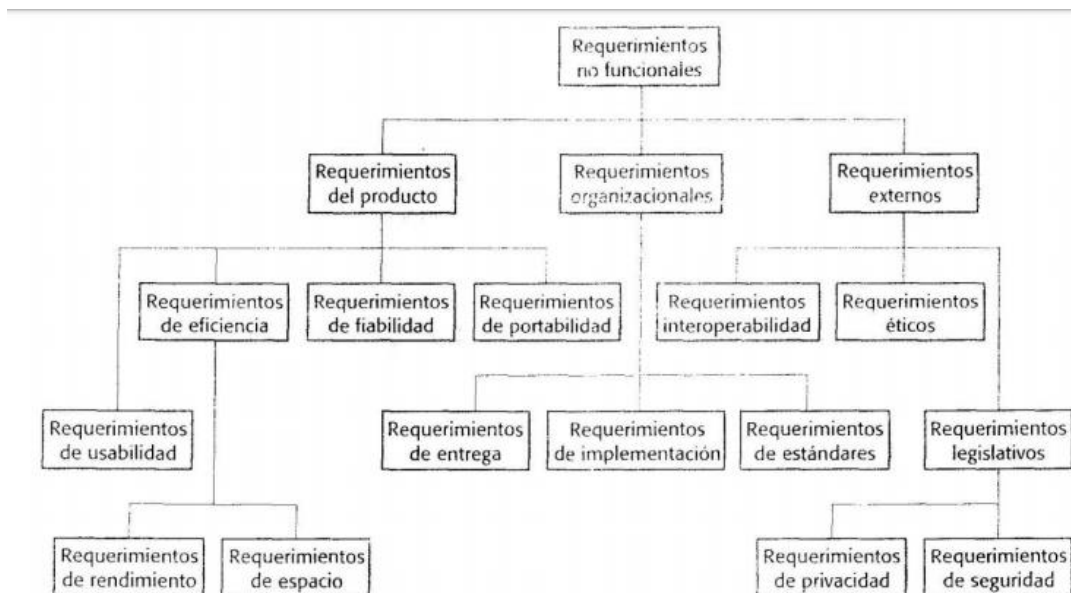 Requerimientos
no funcionales
Requerimientos
del producto
Requerimientos
organizacionales
Requerimientos
externos
Requerimientos
de eficiencia
Requerimientos
de fiabilidad
Requerimientos
de portabilidad
Requerimientos
interoperabilidad
Requerimientos
éticos
Requerimientos
de usabilidad
Requerimientos
de entrega
Requerimientos
de implementación
Requerimientos
de estándares
Requerimientos
legislativos
Requerimientos
de rendimiento
Requerimientos
de espacio
Requerimientos
de privacidad
Requerimientos
de seguridad